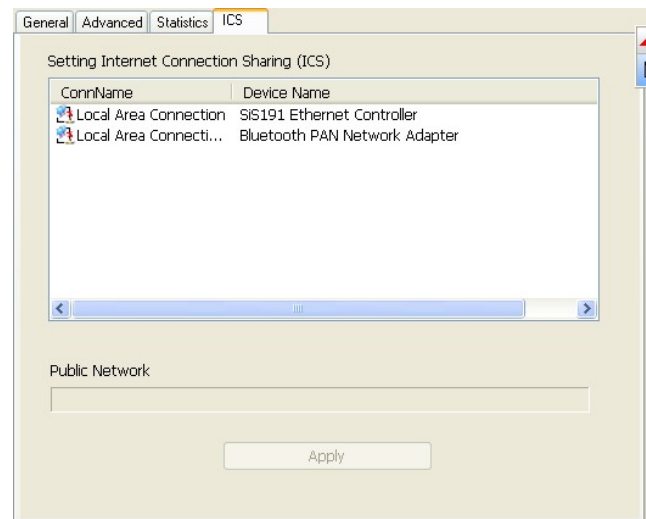 General Advanced Statistics ICS
Setting Internet Connection Sharing (ICS)
ConnName Device Name
Local Area Connection SiS191 Ethernet Controller
Local Area Connecti... Bluetooth PAN Network Adapter
Public Network
Apply